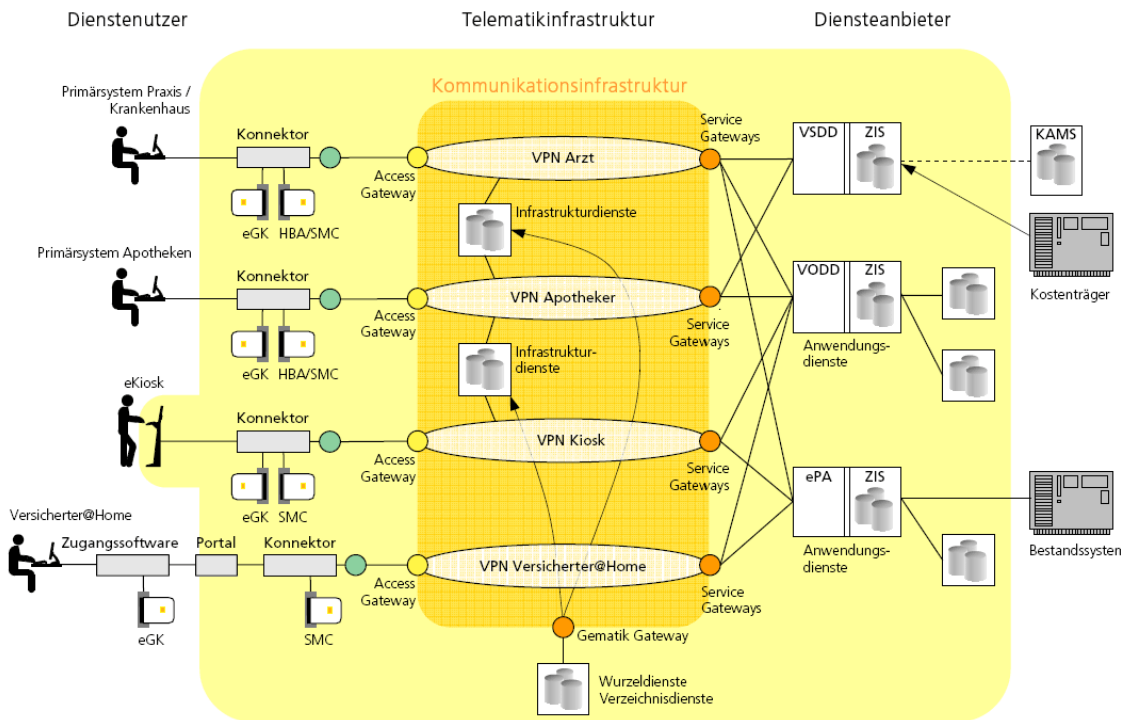 Dienstenutzer
Telematikinfrastruktur
Diensteanbieter
Kommunikationsinfrastruktur
Primärsystem Praxis /
Krankenhaus
Konnektor
eGK
HBA/SMC
Access
Gateway
VPN Arzt
Service
Gateways
VSDD
ZIS
KAMS
Infrastrukturdienste
Kostenträger
Primärsystem Apotheken
Konnektor
eGK
HBA/SMC
Access
Gateway
VPN Apotheker
Service
Gateways
VODD
ZIS
Anwendungs-
dienste
Infrastruktur-
dienste
eKiosk
Konnektor
eGK
SMC
Access
Gateway
VPN Kiosk
Service
Gateways
ePA
ZIS
Anwendungs-
dienste
Bestandssystem
Versicherter@Home
Zugangssoftware
Portal
Konnektor
eGK
SMC
Access
Gateway
VPN Versicherter@Home
Service
Gateways
Gematik Gateway
Wurzeldienste
Verzeichnisdienste